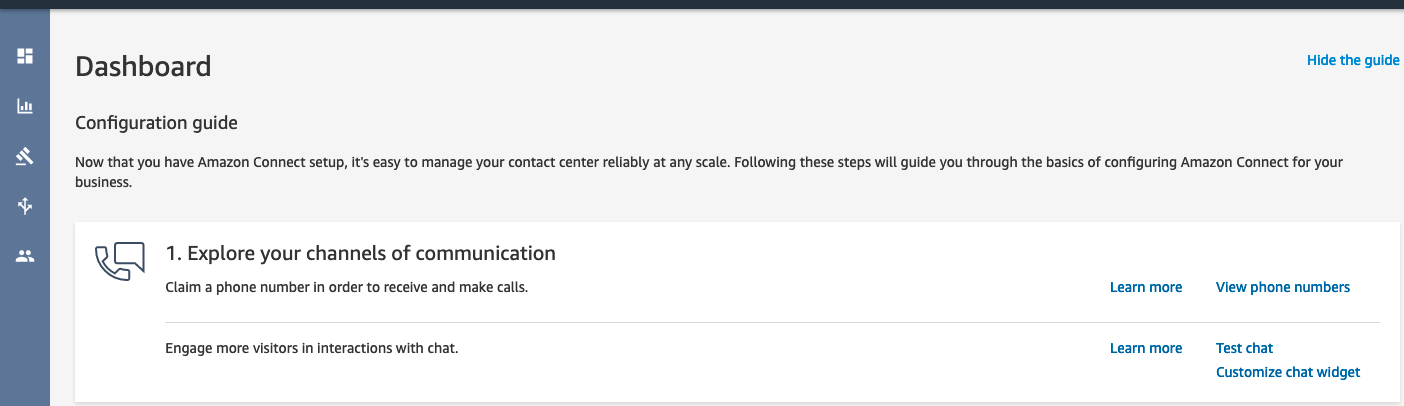 Dashboard
Hide the guide
Configuration guide
Now that you have Amazon Connect setup, it's easy to manage your contact center reliably at any scale. Following these steps will guide you through the basics of configuring Amazon Connect for your
business.
1. Explore your channels of communication
Claim a phone number in order to receive and make calls.
Learn more
View phone numbers
Engage more visitors in interactions with chat.
Learn more
Test chat
Customize chat widget